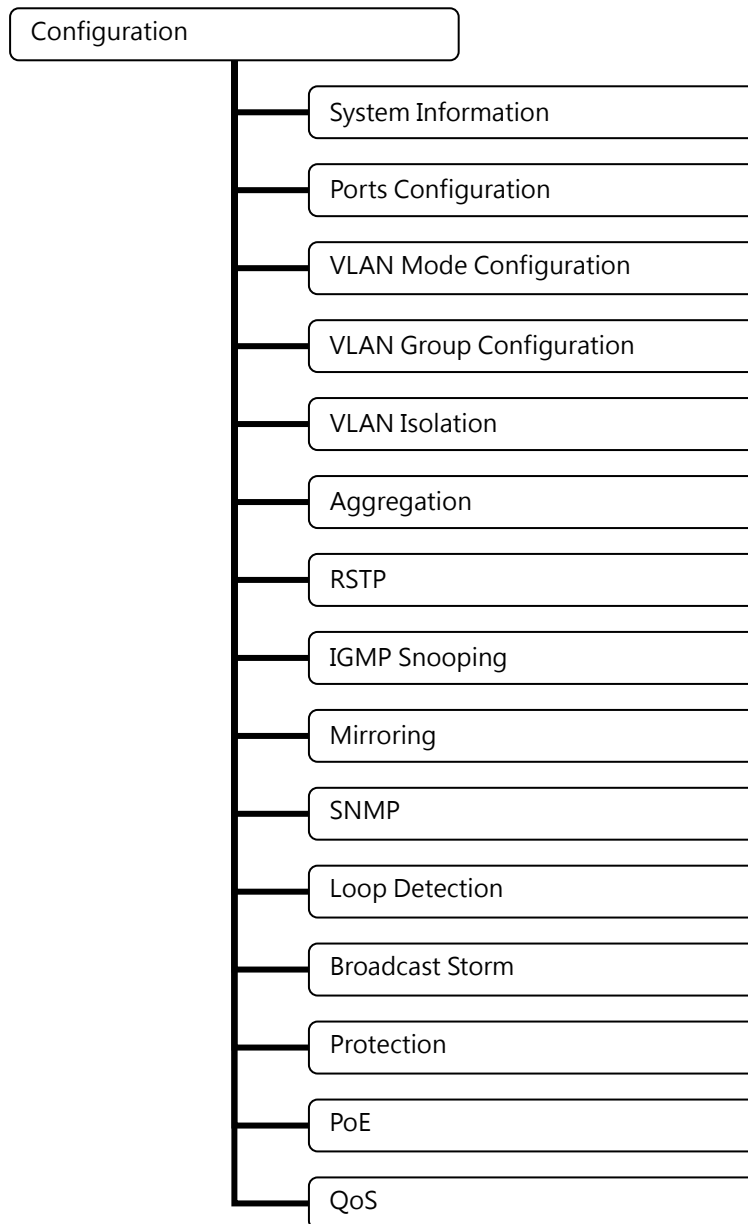 Configuration
System Information
Ports Configuration
VLAN Mode Configuration
VLAN Group Configuration
VLAN Isolation
Aggregation
RSTP
IGMP Snooping
Mirroring
SNMP
Loop Detection
Broadcast Storm
Protection
PoE
QoS